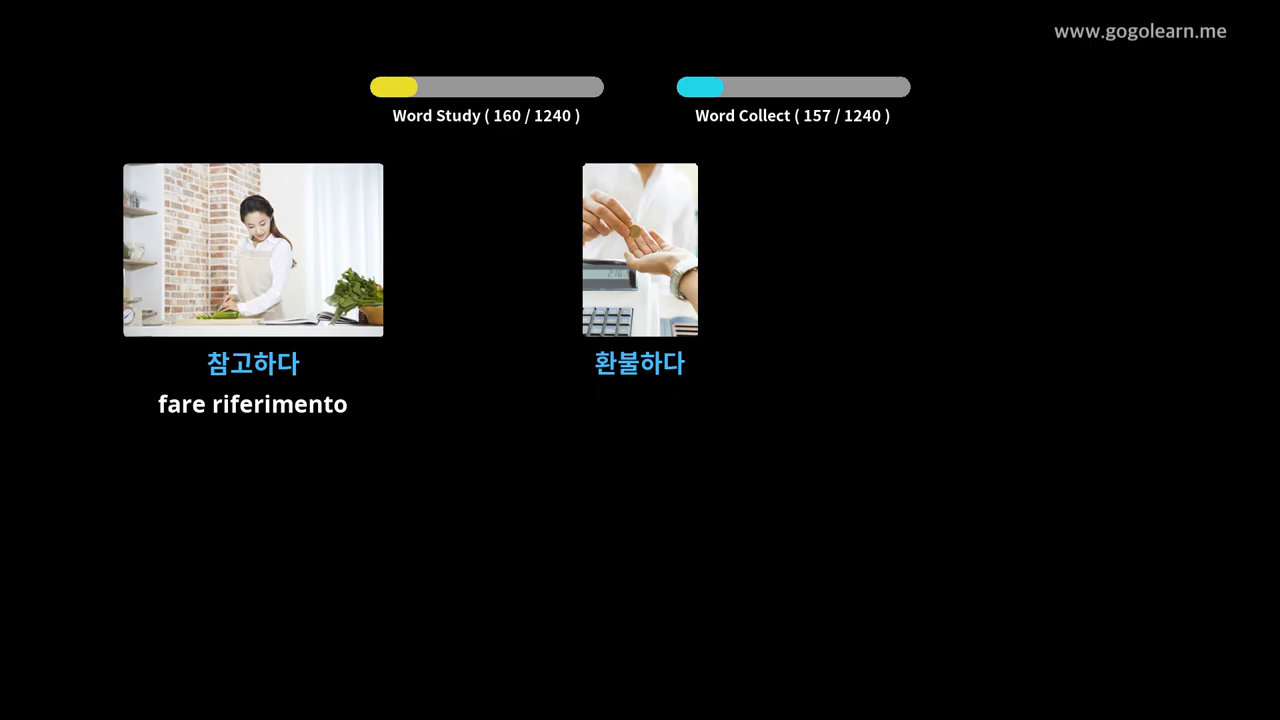 www.gogolearn.me
Word Study ( 160 / 1240 )
Word Collect ( 157 / 1240 )
참고하다
환불하다
fare riferimento